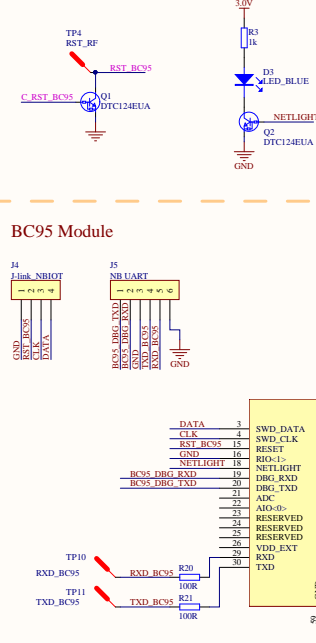 3.0V
R3
1k
TP4
RST_RF
RST_BC95
D3
LED_BLUE
C_RST_BC95
Q1
DTC124EUA
NETLIGHT
Q2
DTC124EUA
GND
BC95 Module
J4
J-link_NBIOT
1 2 3 4
GND
RST_BC95
CLK
DATA
J5
NB UART
1 2 3 4 5 6
BC95_DBG_TXD
BC95_DBG_RXD
GND
TXD_BC95
RXD_BC95
GND
DATA 3 SWD_DATA
CLK 4 SWD_CLK
RST_BC95 15 RESET
GND 16 RIO<1>
NETLIGHT 18 NETLIGHT
BC95_DBG_RXD 19 DBG_RXD
BC95_DBG_TXD 20 DBG_TXD
21 ADC
22 AIO<0>
23 RESERVED
24 RESERVED
25 RESERVED
26 VDD_EXT
29 RXD
30 TXD
TP10
RXD_BC95 RXD_BC95
R20
100R
TP11
TXD_BC95 TXD_BC95
R21
100R
59